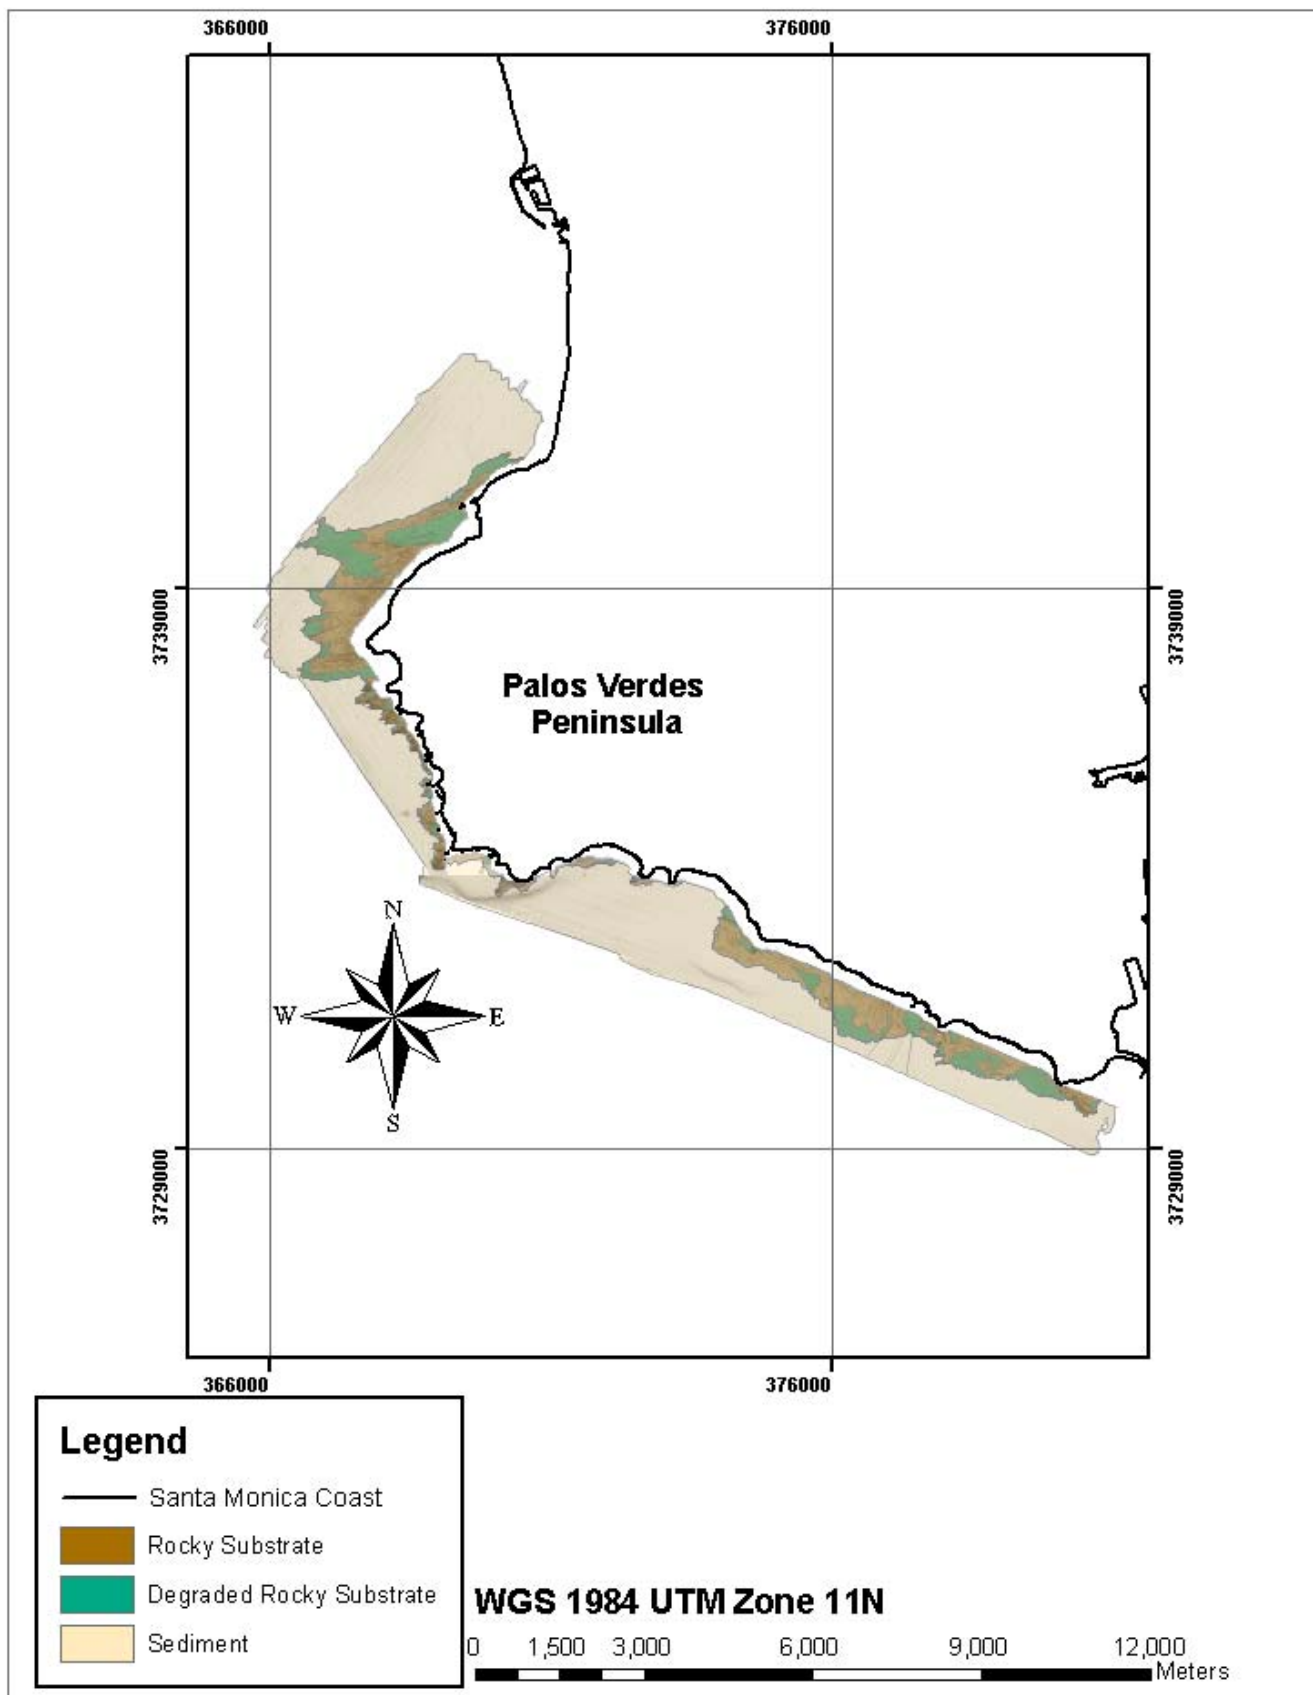 366000 376000
3739000 3739000
Palos Verdes
Peninsula
N
W E
S
3729000 3729000
366000 376000
Legend
Santa Monica Coast
Rocky Substrate
Degraded Rocky Substrate
Sediment
WGS 1984 UTM Zone 11N
0 1,500 3,000 6,000 9,000 12,000
Meters